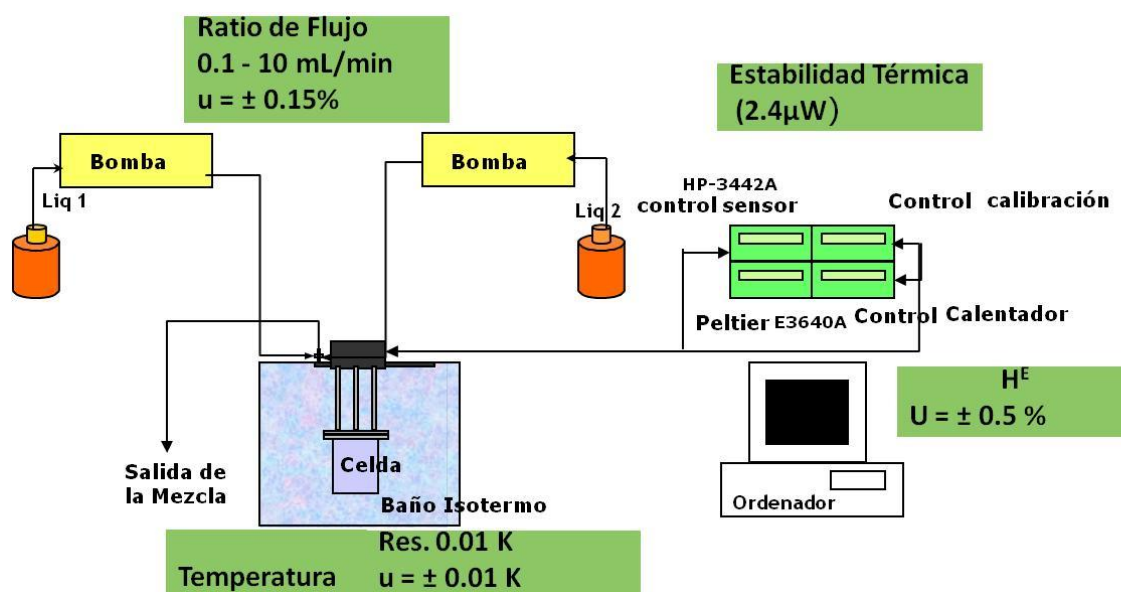 Ratio de Flujo
0.1 - 10 mL/min
u = ± 0.15%
Estabilidad Térmica
(2.4µW)
Bomba
Bomba
Liq 1
Liq 2
HP-3442A
control sensor
Control calibración
Peltier E3640A
Control Calentador
H^E
U = ± 0.5 %
Salida de
la Mezcla
Celda
Baño Isotermo
Ordenador
Res. 0.01 K
Temperatura u = ± 0.01 K